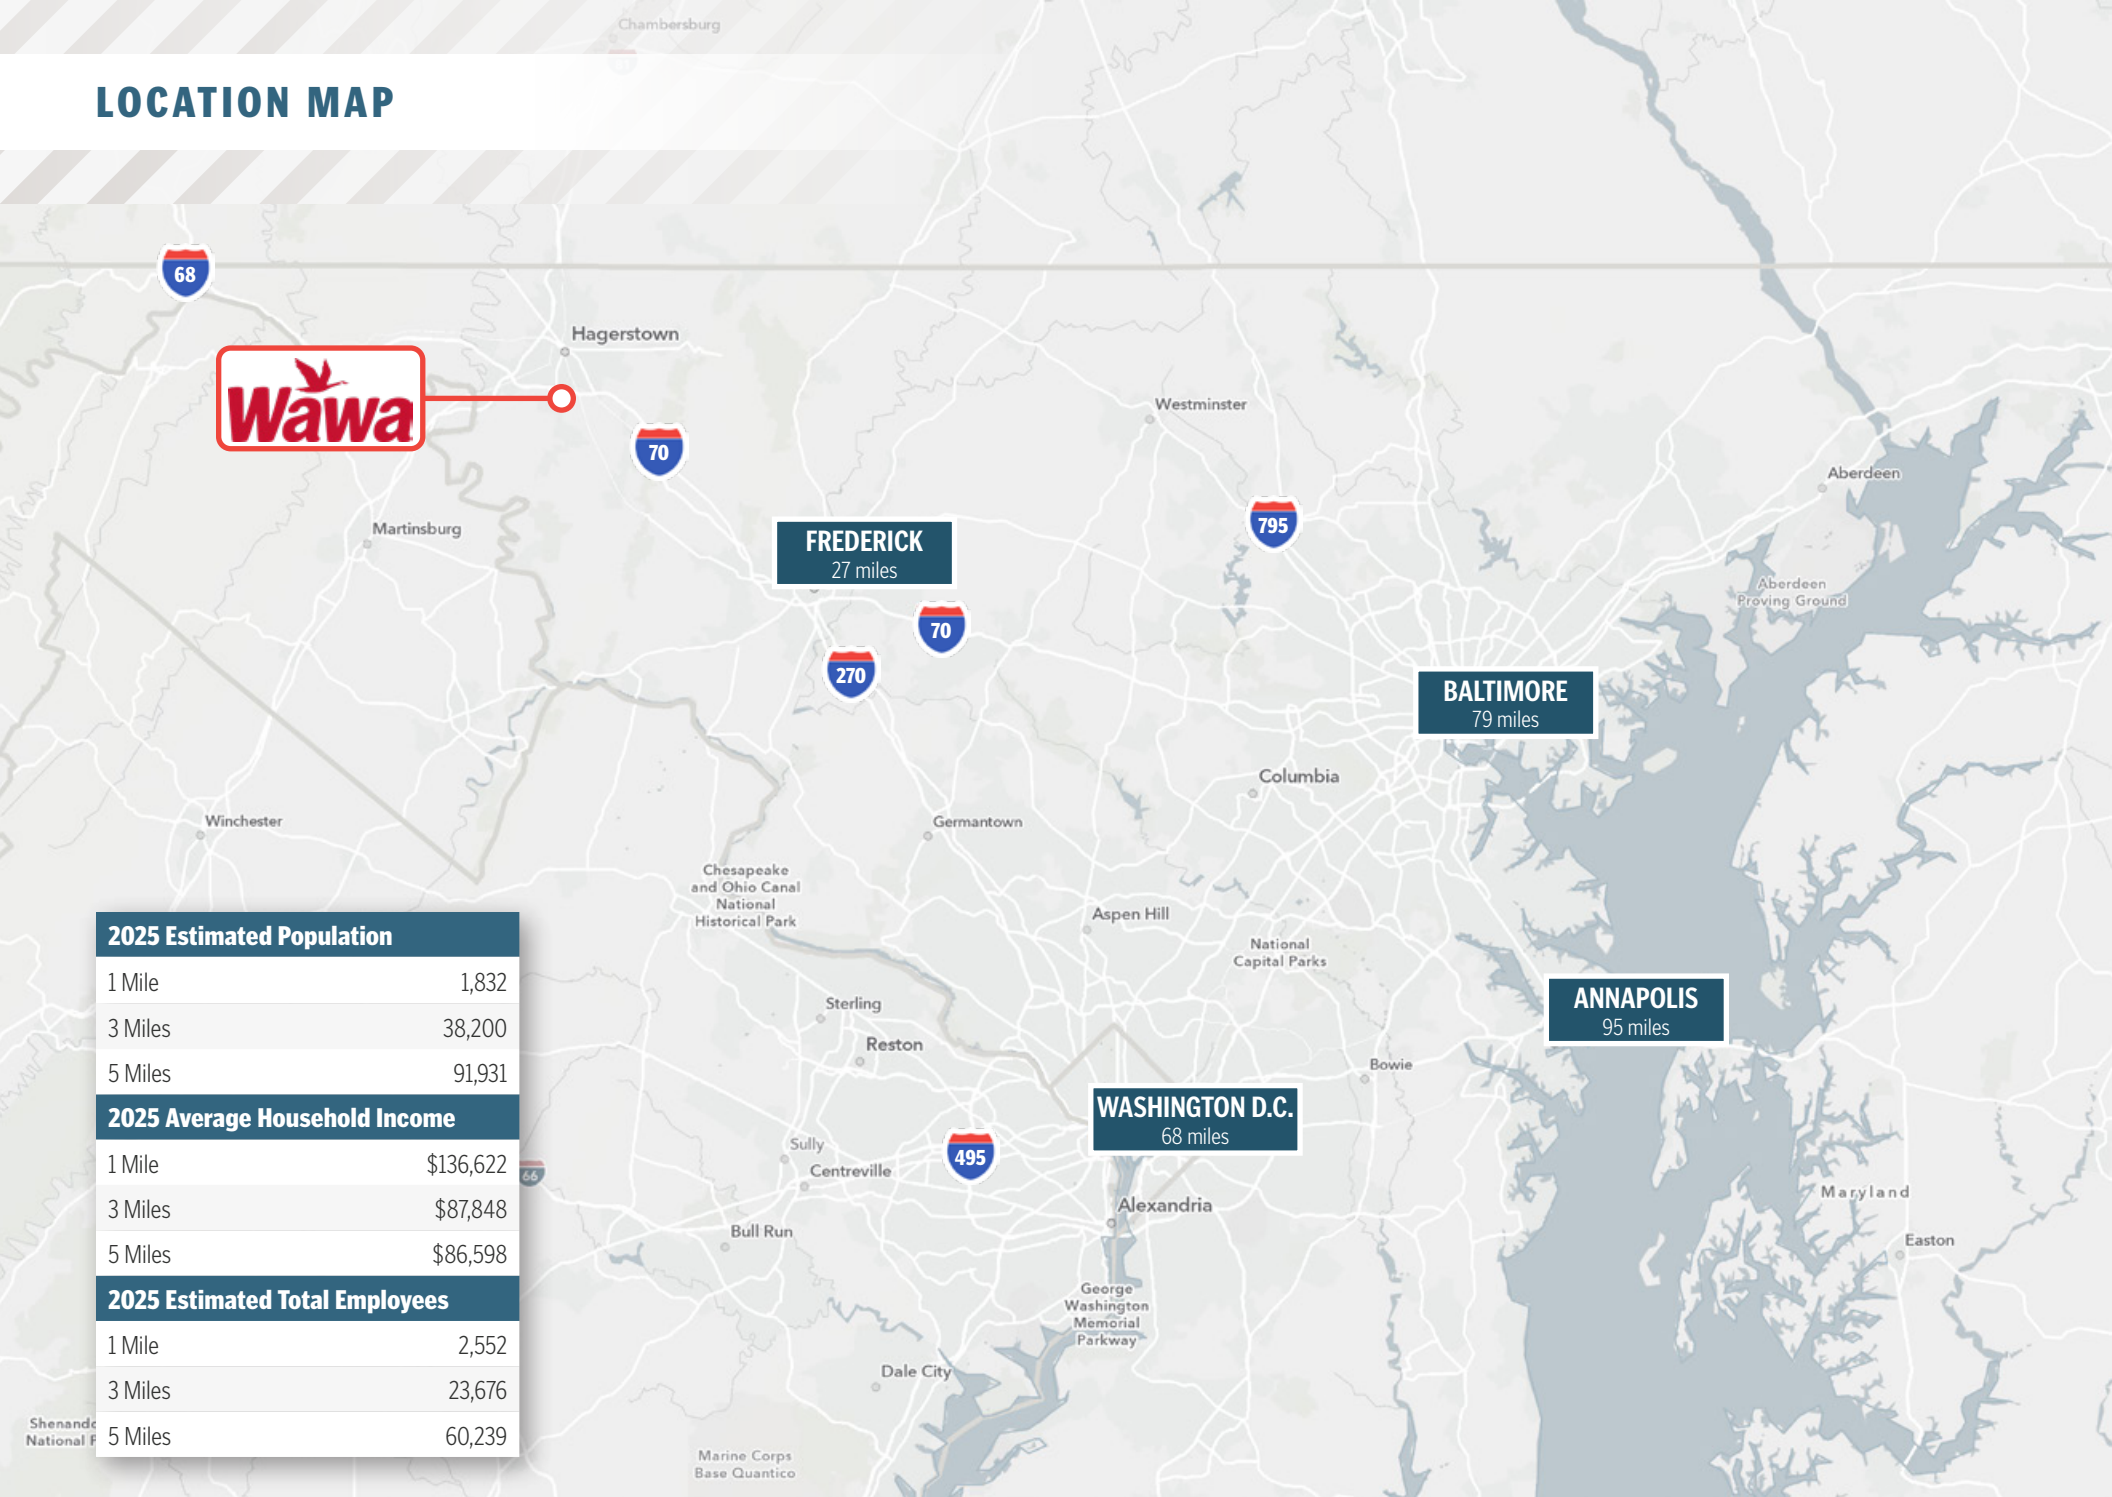 Chambersburg
LOCATION MAP
68
Hagerstown
Wawa
70
Westminster
Aberdeen
Martinsburg
795
FREDERICK
27 miles
Aberdeen
Proving Ground
70
270
BALTIMORE
79 miles
Columbia
Winchester
Germantown
Chesapeake
and Ohio Canal
National
Historical Park
Aspen Hill
National
Capital Parks
2025 Estimated Population
1 Mile 1,832
3 Miles 38,200
5 Miles 91,931
2025 Average Household Income
1 Mile $136,622
3 Miles $87,848
5 Miles $86,598
2025 Estimated Total Employees
1 Mile 2,552
3 Miles 23,676
5 Miles 60,239
Sterling
Reston
ANNAPOLIS
95 miles
Bowie
WASHINGTON D.C.
68 miles
Sully
Centreville
495
66
Alexandria
Maryland
Bull Run
Easton
George
Washington
Memorial
Parkway
Dale City
Shenando
National P
Marine Corps
Base Quantico